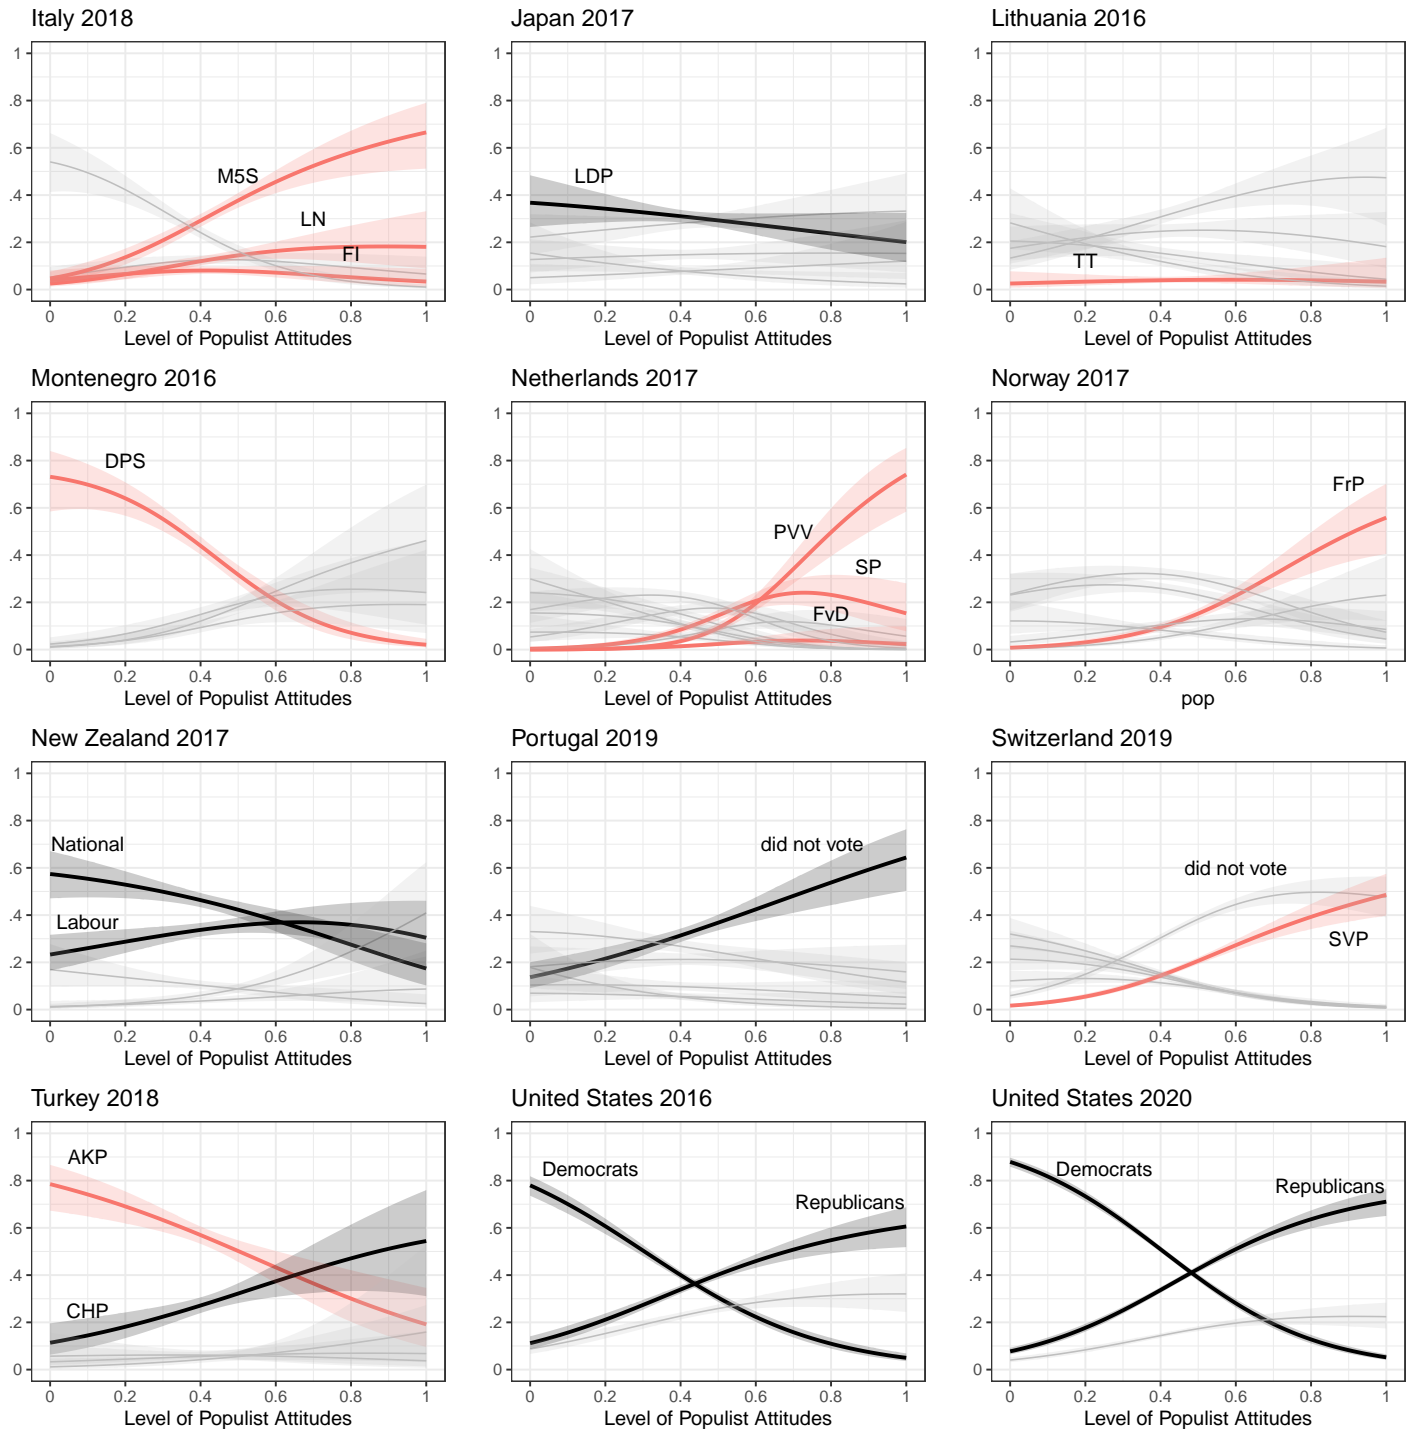 Italy 2018
1
.8
.6
.4
.2
0
M5S
LN
FI
0 0.2 0.4 0.6 0.8 1
Level of Populist Attitudes
Japan 2017
1
.8
.6
.4
.2
0
LDP
0 0.2 0.4 0.6 0.8 1
Level of Populist Attitudes
Lithuania 2016
1
.8
.6
.4
.2
0
TT
0 0.2 0.4 0.6 0.8 1
Level of Populist Attitudes
Montenegro 2016
1
.8
.6
.4
.2
0
DPS
0 0.2 0.4 0.6 0.8 1
Level of Populist Attitudes
Netherlands 2017
1
.8
.6
.4
.2
0
PVV
SP
FvD
0 0.2 0.4 0.6 0.8 1
Level of Populist Attitudes
Norway 2017
1
.8
.6
.4
.2
0
FrP
0 0.2 0.4 0.6 0.8 1
pop
New Zealand 2017
1
.8
.6
.4
.2
0
National
Labour
0 0.2 0.4 0.6 0.8 1
Level of Populist Attitudes
Portugal 2019
1
.8
.6
.4
.2
0
did not vote
0 0.2 0.4 0.6 0.8 1
Level of Populist Attitudes
Switzerland 2019
1
.8
.6
.4
.2
0
did not vote
SVP
0 0.2 0.4 0.6 0.8 1
Level of Populist Attitudes
Turkey 2018
1
.8
.6
.4
.2
0
AKP
CHP
0 0.2 0.4 0.6 0.8 1
Level of Populist Attitudes
United States 2016
1
.8
.6
.4
.2
0
Democrats
Republicans
0 0.2 0.4 0.6 0.8 1
Level of Populist Attitudes
United States 2020
1
.8
.6
.4
.2
0
Democrats
Republicans
0 0.2 0.4 0.6 0.8 1
Level of Populist Attitudes